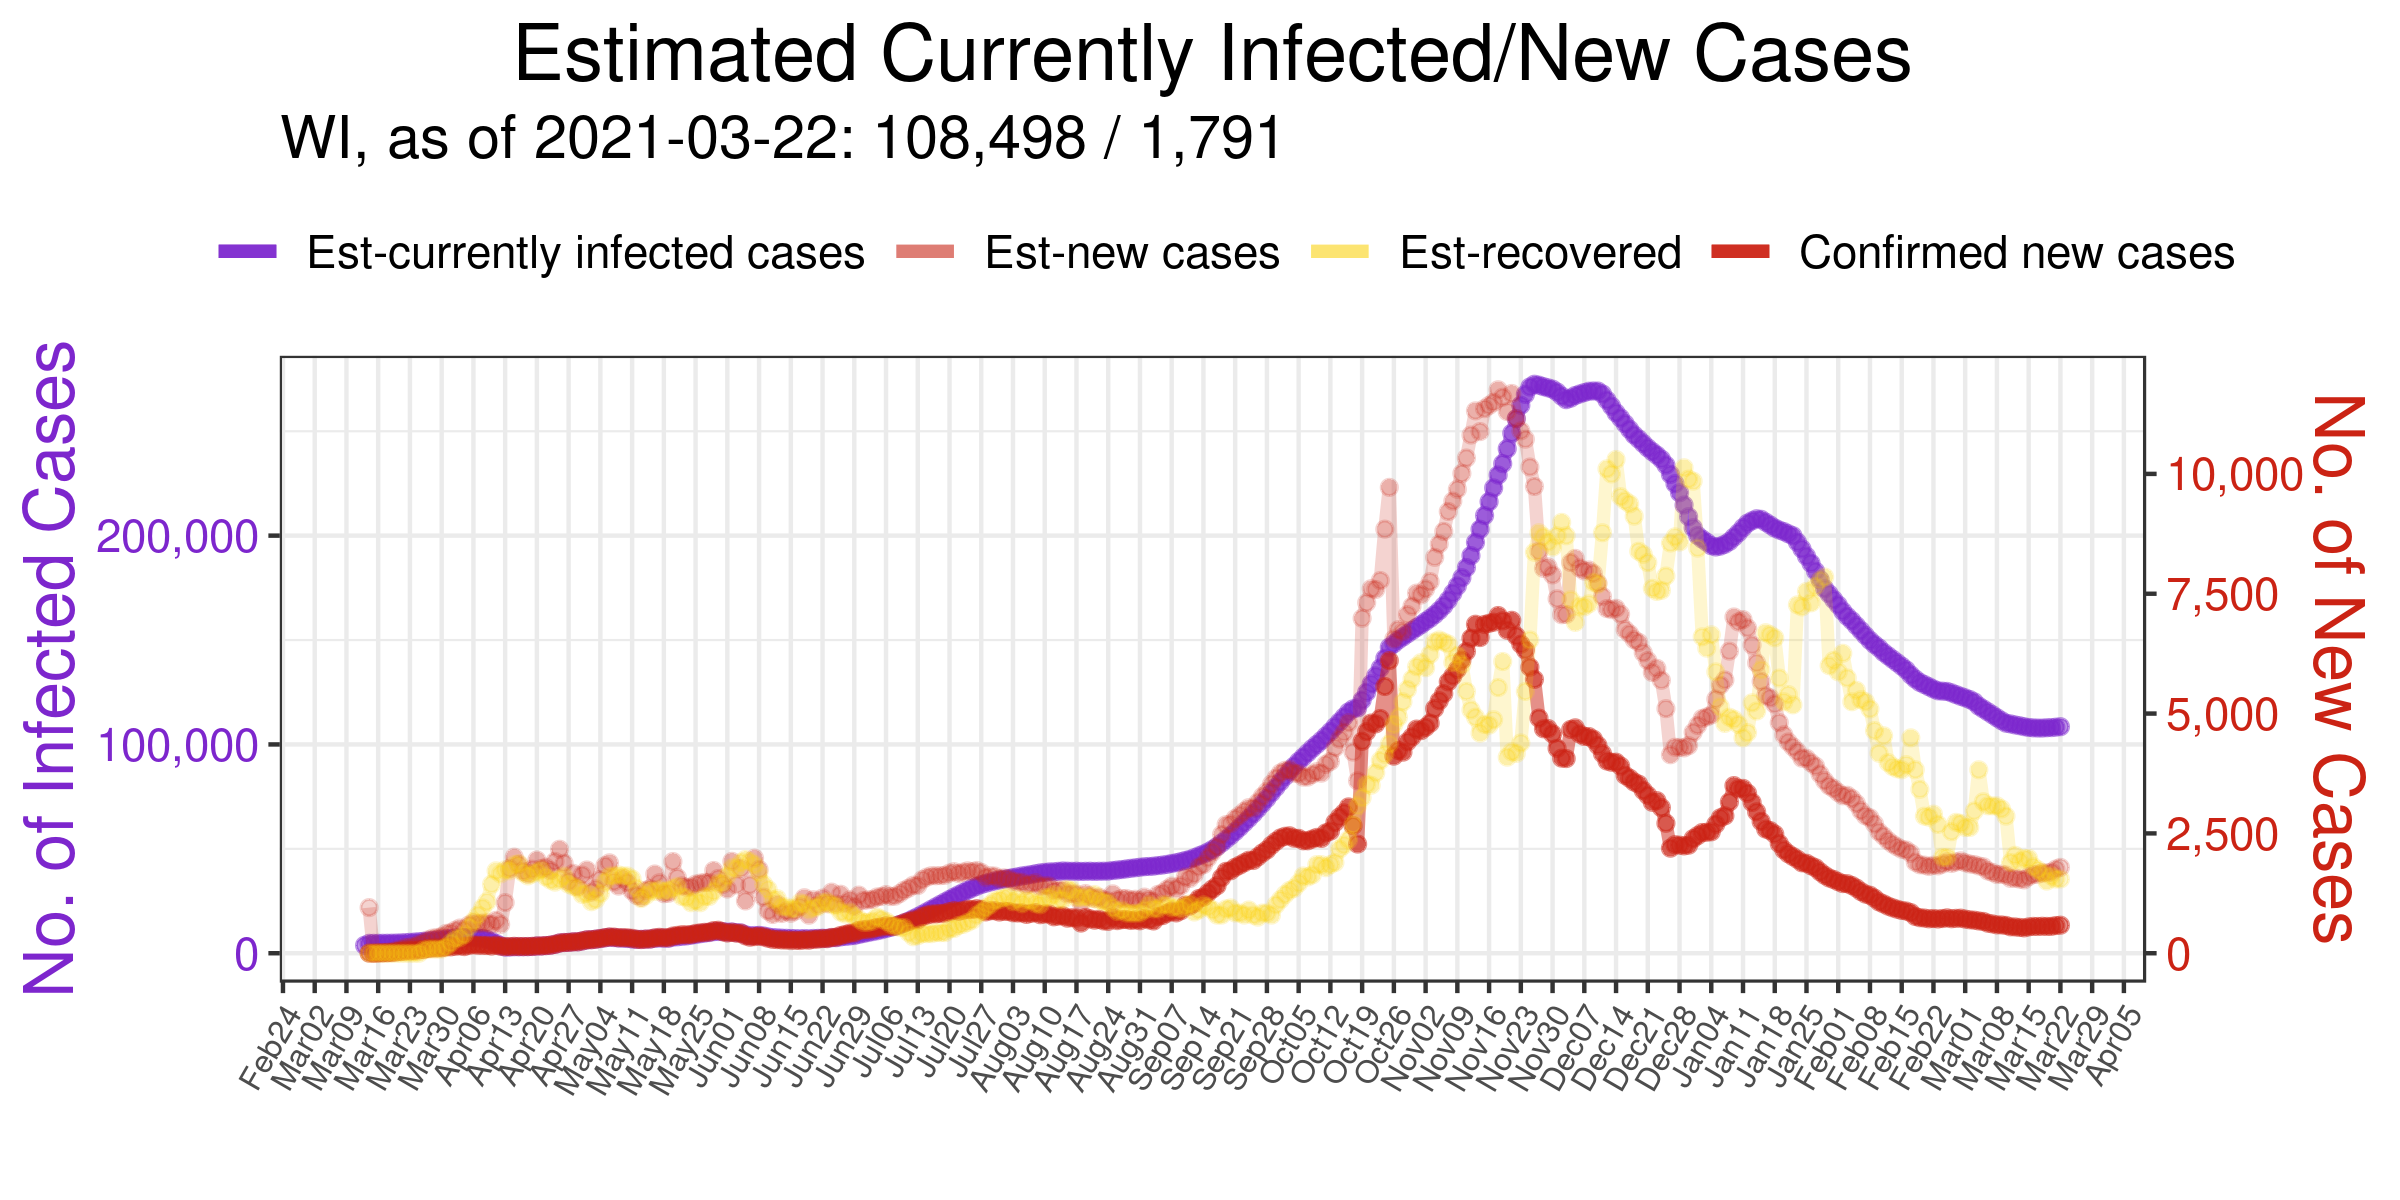 Estimated Currently Infected/New Cases
WI, as of 2021-03-22: 108,498 / 1,791
Est-currently infected cases Est-new cases Est-recovered Confirmed new cases
No. of Infected Cases
200,000
100,000
0
No. of New Cases
10,000
7,500
5,000
2,500
0
Feb24 Mar02 Mar09 Mar16 Mar23 Mar30 Apr06 Apr13 Apr20 Apr27 May04 May11 May18 May25 Jun01 Jun08 Jun15 Jun22 Jun29 Jul06 Jul13 Jul20 Jul27 Aug03 Aug10 Aug17 Aug24 Aug31 Sep07 Sep14 Sep21 Sep28 Oct05 Oct12 Oct19 Oct26 Nov02 Nov09 Nov16 Nov23 Nov30 Dec07 Dec14 Dec21 Dec28 Jan04 Jan11 Jan18 Jan25 Feb01 Feb08 Feb15 Feb22 Mar01 Mar08 Mar15 Mar22 Mar29 Apr05